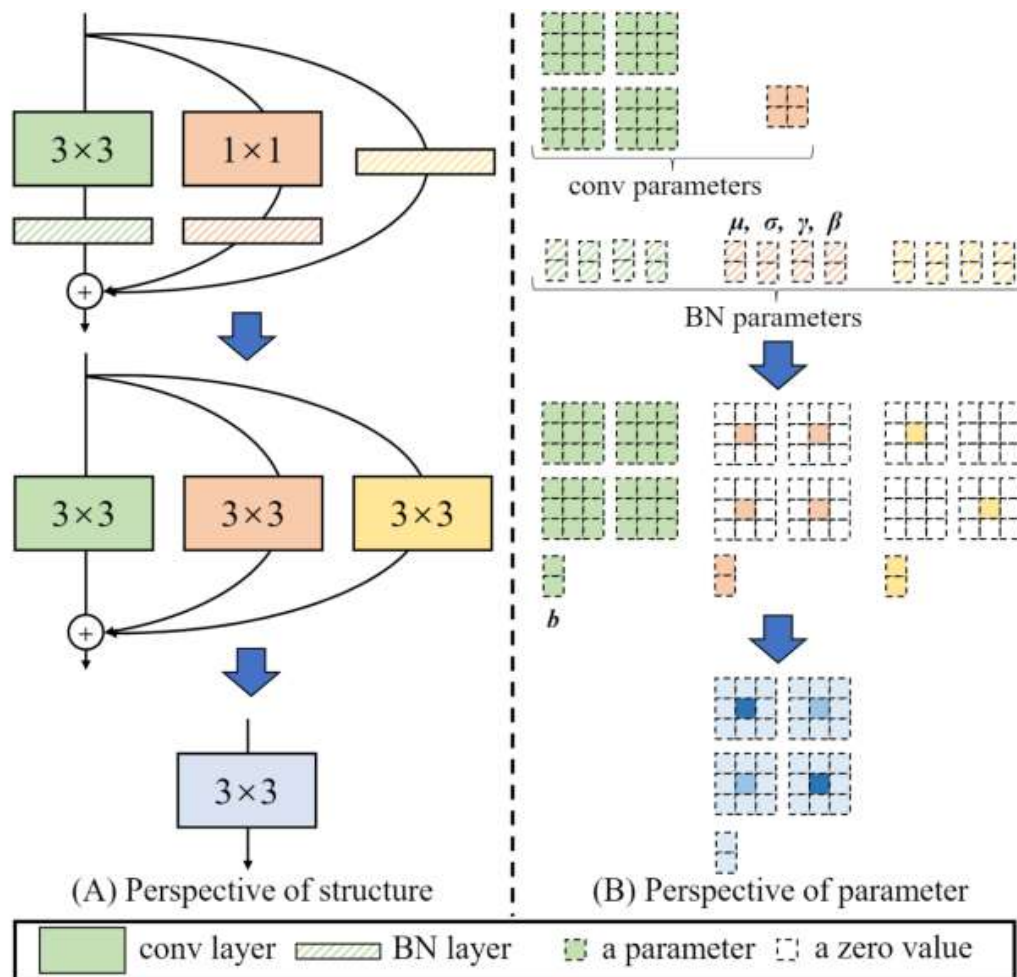 3×3
1×1
conv parameters
μ, σ, γ, β
BN parameters
3×3
3×3
3×3
b
3×3
(A) Perspective of structure
(B) Perspective of parameter
conv layer
BN layer
a parameter
a zero value
+
+